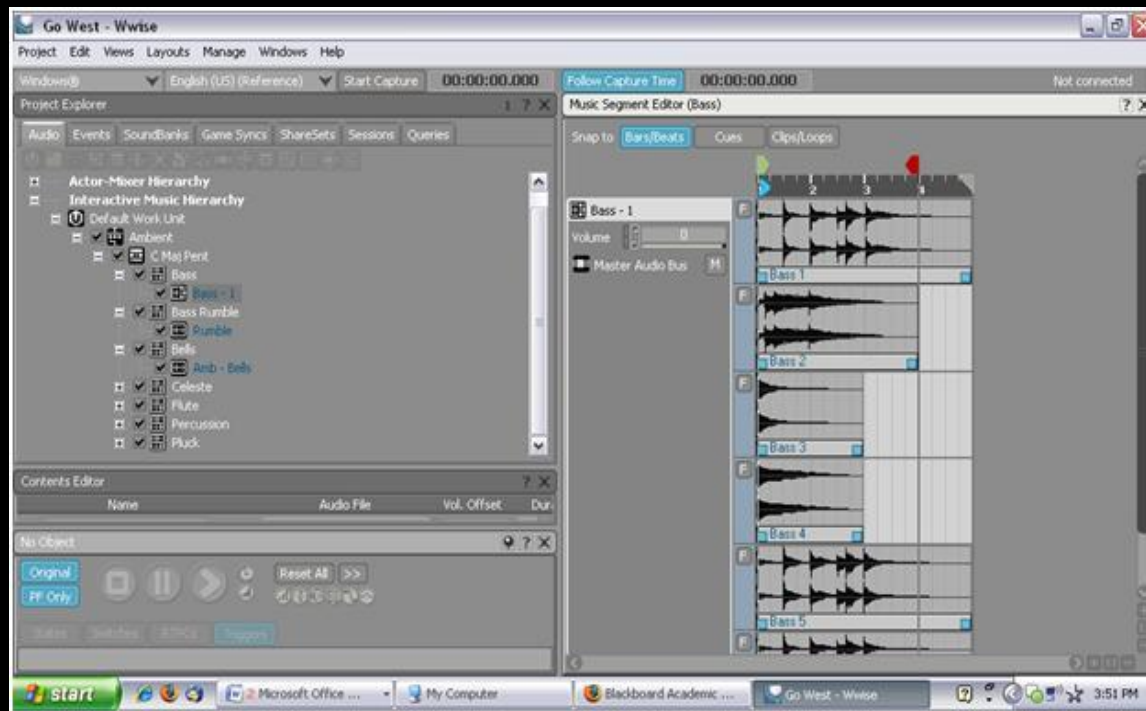 Go West - Wwise
Project Edit Views Layouts Manage Windows Help
Windows® English (US) (Reference) Start Capture 00:00:00.000 Follow Capture Time 00:00:00.000 Not connected
Project Explorer 1 ? X
Audio Events SoundBanks Game Syncs ShareSets Sessions Queries
Actor-Mixer Hierarchy
Interactive Music Hierarchy
Default Work Unit
Ambient
C Maj Pent
Bass
Bass - 1
Bass Rumble
Rumble
Bells
Amb - Bells
Celeste
Flute
Percussion
Pluck
Contents Editor ? X
Name Audio File Vol. Offset Dur
No Object ? X
Original
PF Only
Reset All >>
States Switches RTPCs Triggers
Music Segment Editor (Bass) ? X
Snap to Bars/Beats Cues Clips/Loops
1 2 3 4
Bass - 1
Volume 0
Master Audio Bus M
F
Bass 1
F
Bass 2
F
Bass 3
F
Bass 4
F
Bass 5
F
start 2 Microsoft Office ... My Computer Blackboard Academic ... Go West - Wwise 3:51 PM